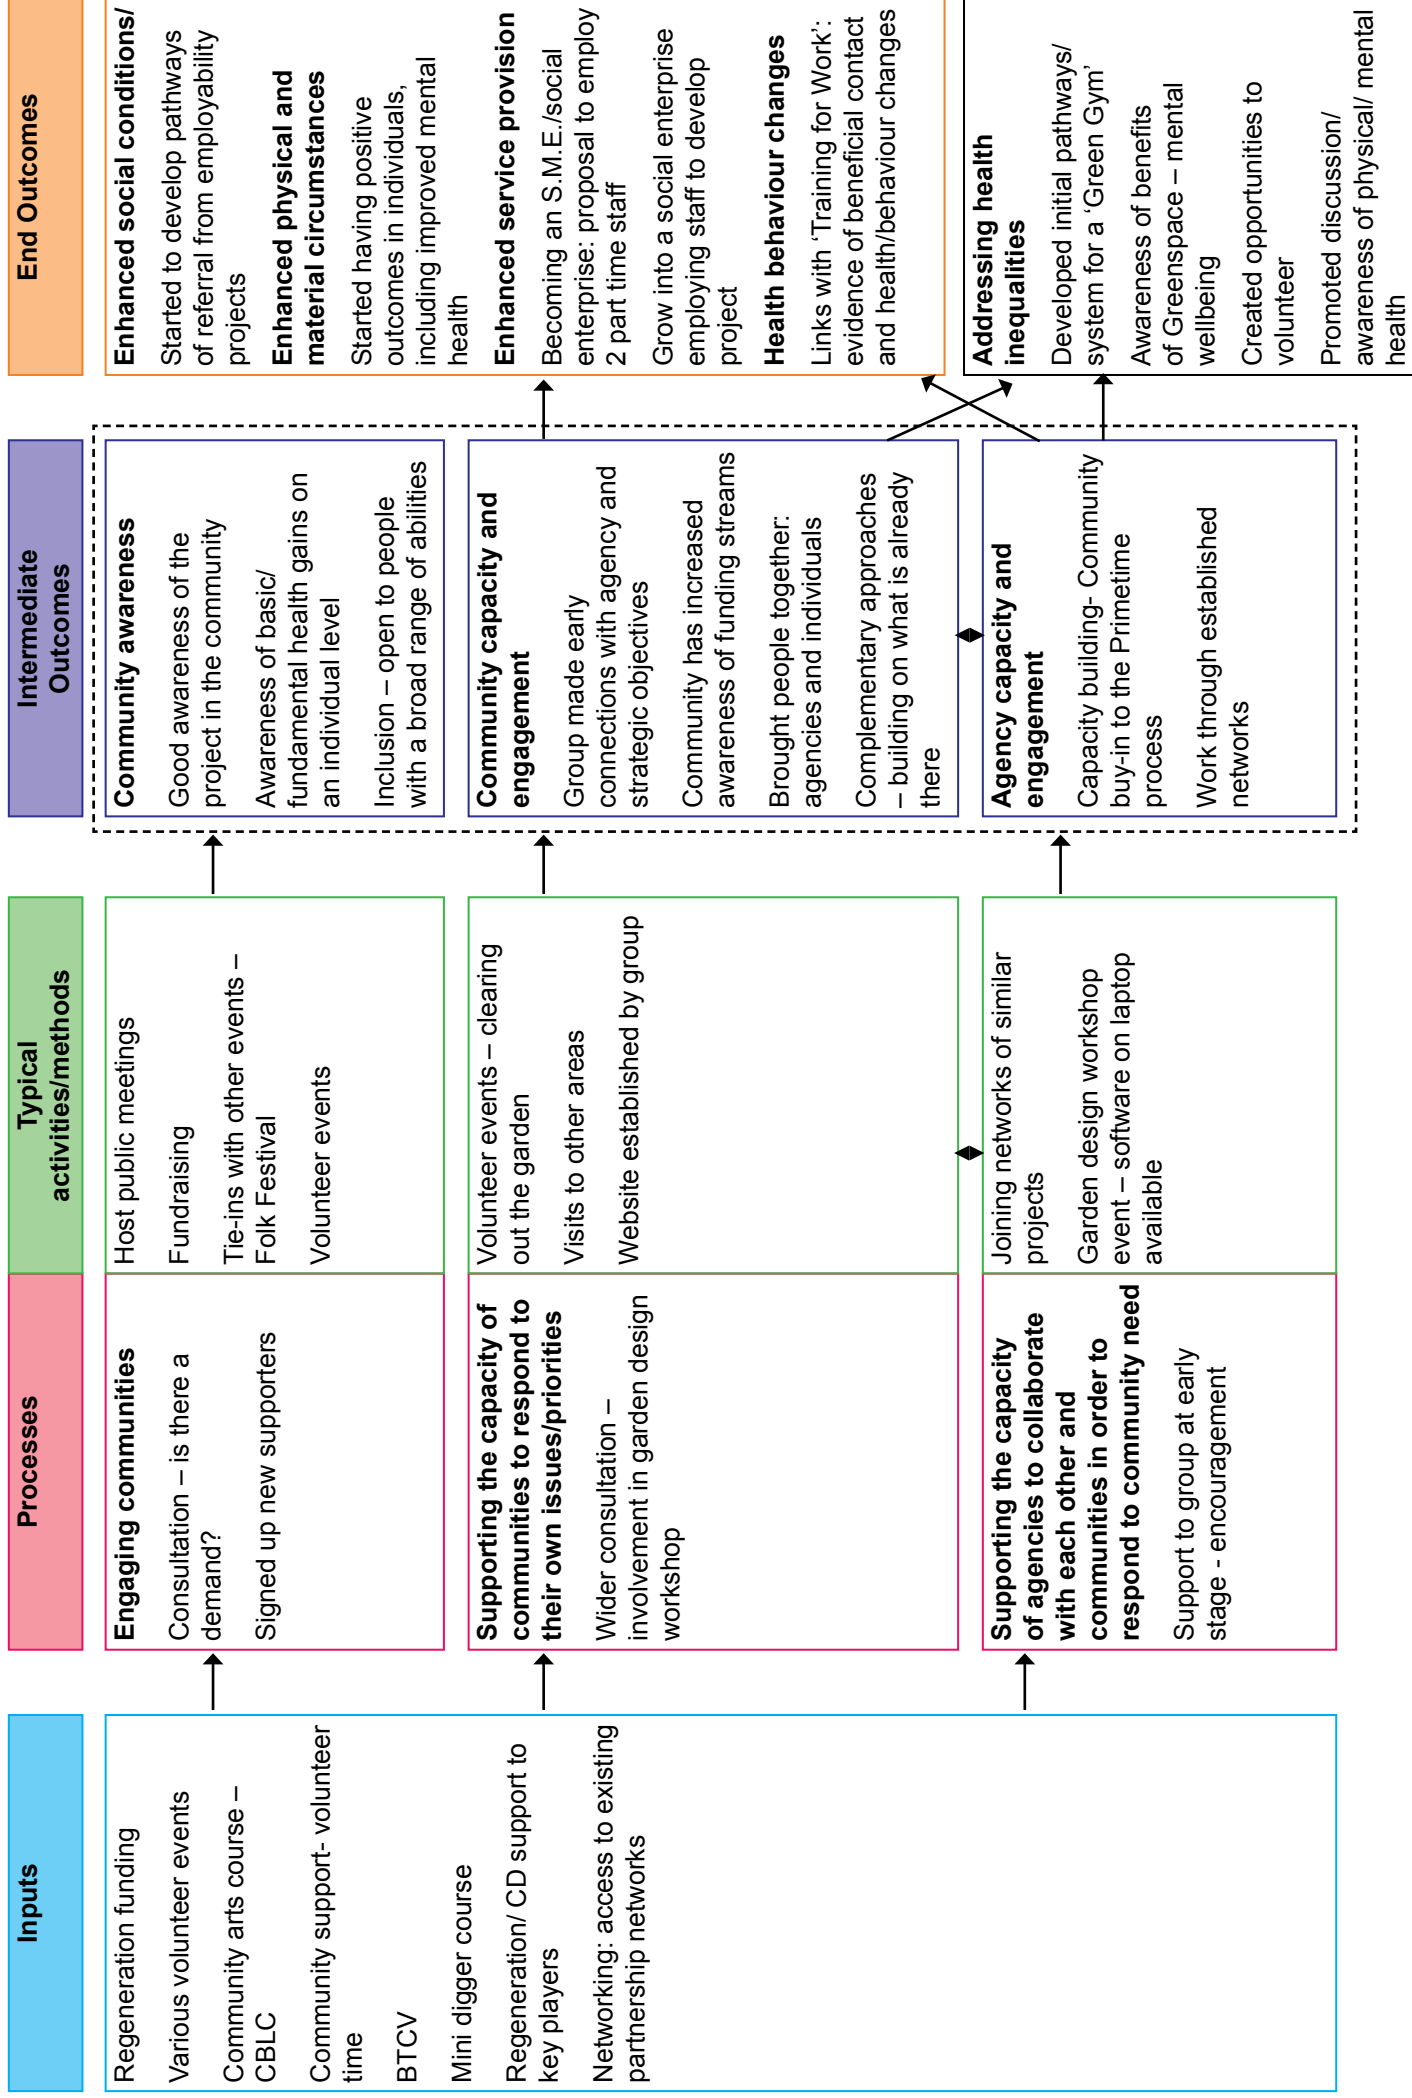 Inputs
Regeneration funding
Various volunteer events
Community arts course –
CBLC
Community support- volunteer
time
BTCV
Mini digger course
Regeneration/ CD support to
key players
Networking: access to existing
partnership networks
Processes
Engaging communities
Consultation – is there a
demand?
Signed up new supporters
Supporting the capacity of
communities to respond to
their own issues/priorities
Wider consultation –
involvement in garden design
workshop
Supporting the capacity
of agencies to collaborate
with each other and
communities in order to
respond to community need
Support to group at early
stage - encouragement
Typical
activities/methods
Host public meetings
Fundraising
Tie-ins with other events –
Folk Festival
Volunteer events
Volunteer events – clearing
out the garden
Visits to other areas
Website established by group
Joining networks of similar
projects
Garden design workshop
event – software on laptop
available
Intermediate
Outcomes
Community awareness
Good awareness of the
project in the community
Awareness of basic/
fundamental health gains on
an individual level
Inclusion – open to people
with a broad range of abilities
Community capacity and
engagement
Group made early
connections with agency and
strategic objectives
Community has increased
awareness of funding streams
Brought people together:
agencies and individuals
Complementary approaches
– building on what is already
there
Agency capacity and
engagement
Capacity building- Community
buy-in to the Primetime
process
Work through established
networks
End Outcomes
Enhanced social conditions/
Started to develop pathways
of referral from employability
projects
Enhanced physical and
material circumstances
Started having positive
outcomes in individuals,
including improved mental
health
Enhanced service provision
Becoming an S.M.E./social
enterprise: proposal to employ
2 part time staff
Grow into a social enterprise
employing staff to develop
project
Health behaviour changes
Links with ‘Training for Work’:
evidence of beneficial contact
and health/behaviour changes
Addressing health
inequalities
Developed initial pathways/
system for a ‘Green Gym’
Awareness of benefits
of Greenspace – mental
wellbeing
Created opportunities to
volunteer
Promoted discussion/
awareness of physical/ mental
health